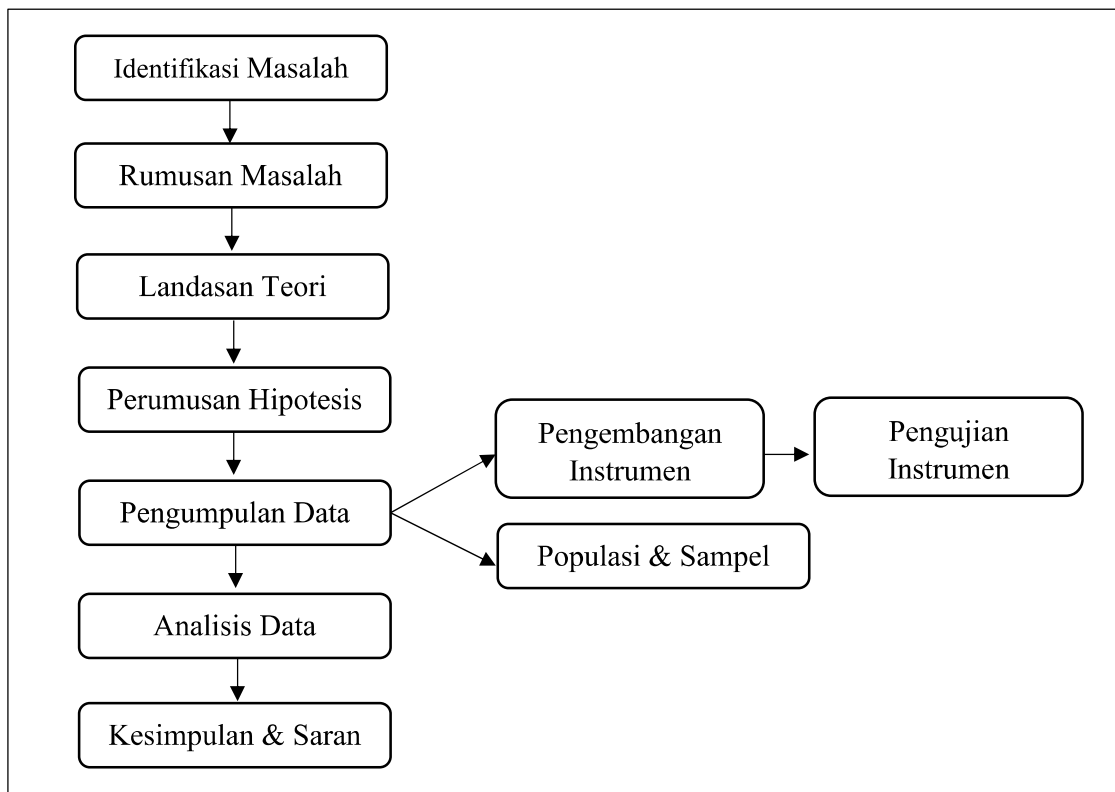 Identifikasi Masalah
Rumusan Masalah
Landasan Teori
Perumusan Hipotesis
Pengembangan
Instrumen
Pengujian
Instrumen
Pengumpulan Data
Populasi & Sampel
Analisis Data
Kesimpulan & Saran